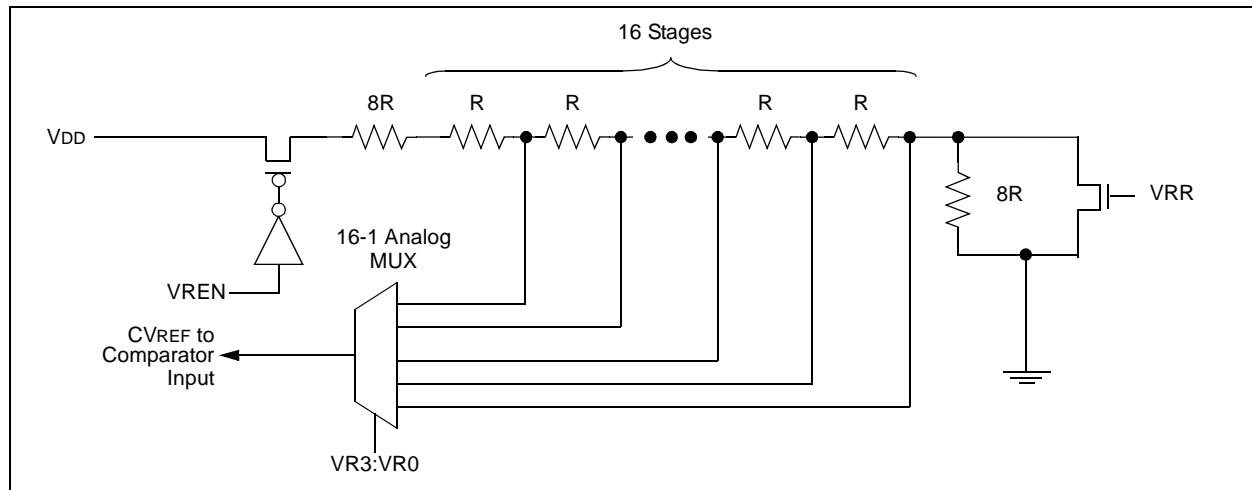 16 Stages
8R
R
R
R
R
VDD
8R
VRR
16-1 Analog
MUX
VREN
CVREF to
Comparator
Input
VR3:VR0